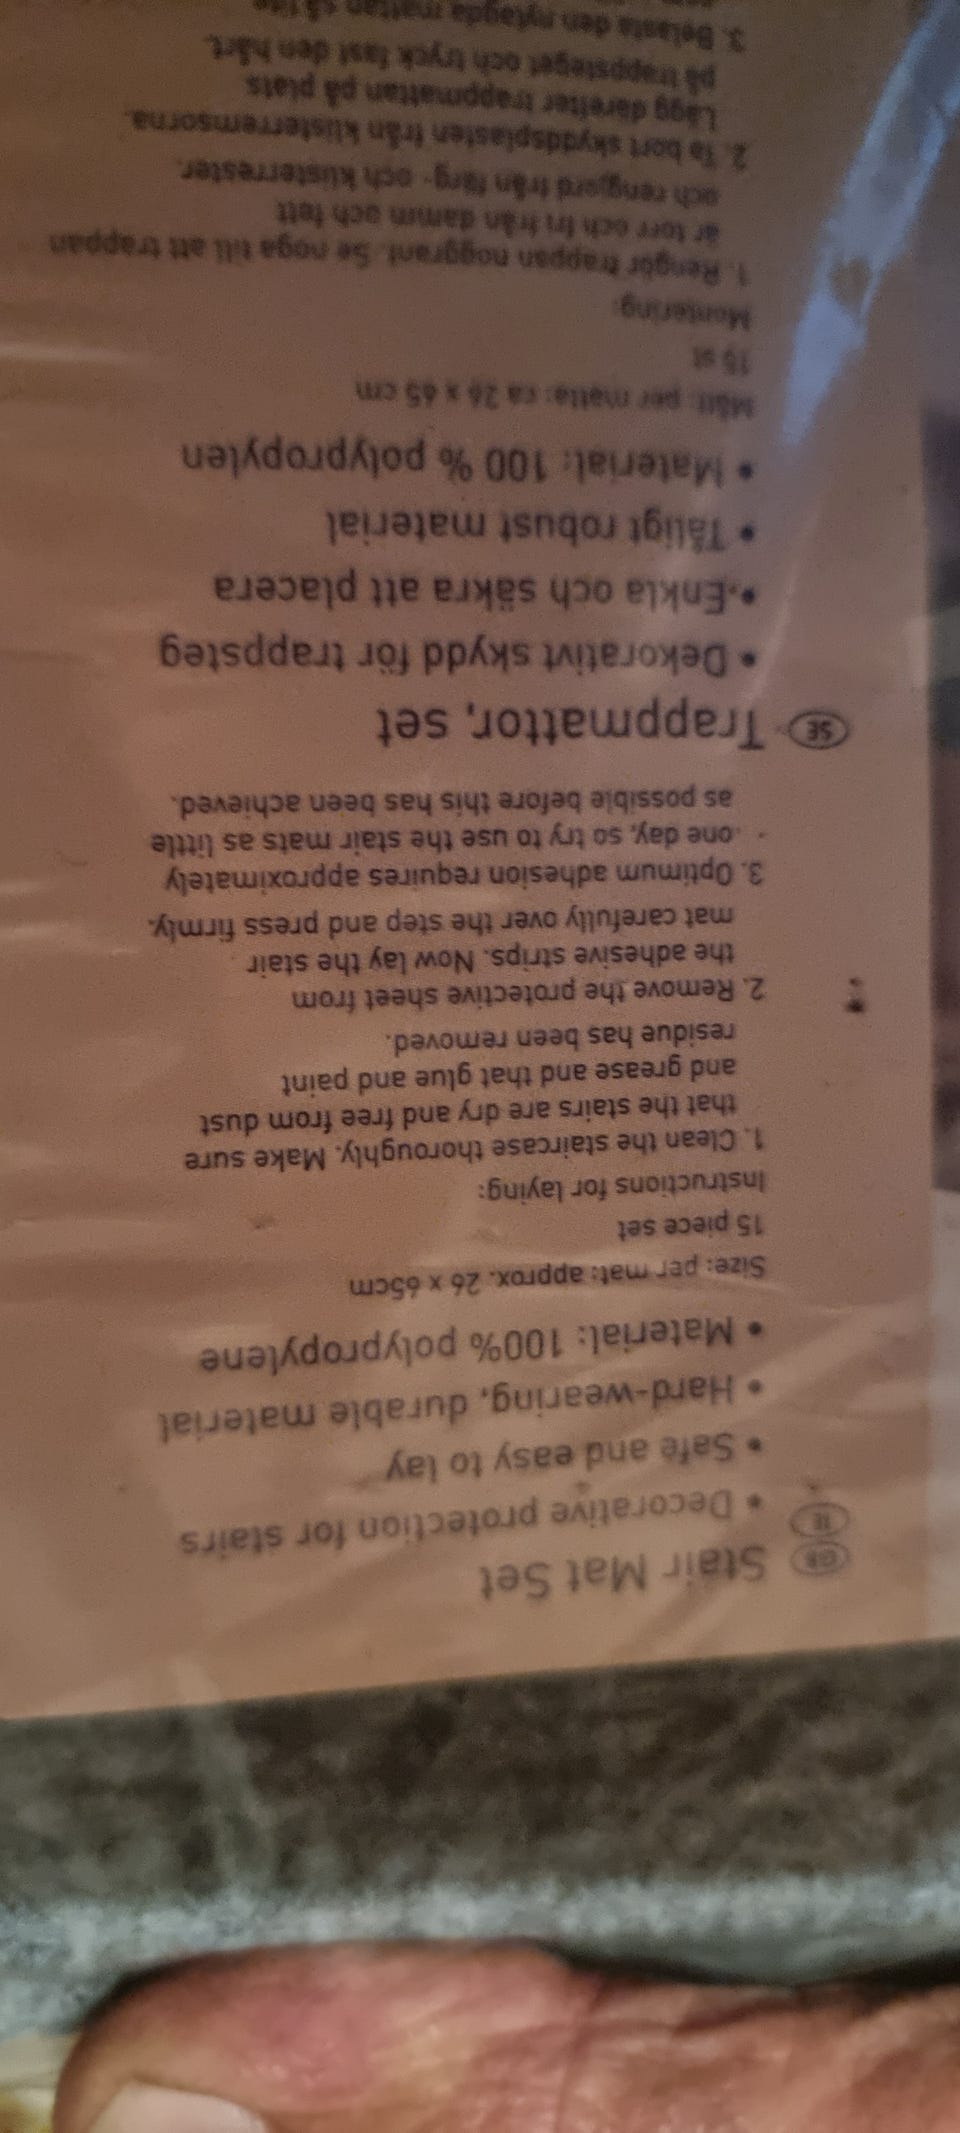 GB Stair Mat Set
IE
• Decorative protection for stairs
• Safe and easy to lay
• Hard-wearing, durable material
• Material: 100% polypropylene
Size: per mat: approx. 26 x 65cm
15 piece set
Instructions for laying:
1. Clean the staircase thoroughly. Make sure
that the stairs are dry and free from dust
and grease and that glue and paint
residue has been removed.
2. Remove the protective sheet from
the adhesive strips. Now lay the stair
mat carefully over the step and press firmly.
3. Optimum adhesion requires approximately
one day, so try to use the stair mats as little
as possible before this has been achieved.
SE Trappmattor, set
• Dekorativt skydd för trappsteg
• Enkla och säkra att placera
• Tåligt robust material
• Material: 100 % polypropylen
Mått: per matta: ca 26 x 65 cm
15 st
Montering:
1. Rengör trappan noggrant. Se noga till att trappan
är torr och fri från damm och fett
och rengjord från färg- och klisterrester.
2. Ta bort skyddsplasten från klisterremsorna.
Lägg därefter trappmattan på plats
på trappsteget och tryck fast den hårt.
3. Belasta den nylagda mattan så lite